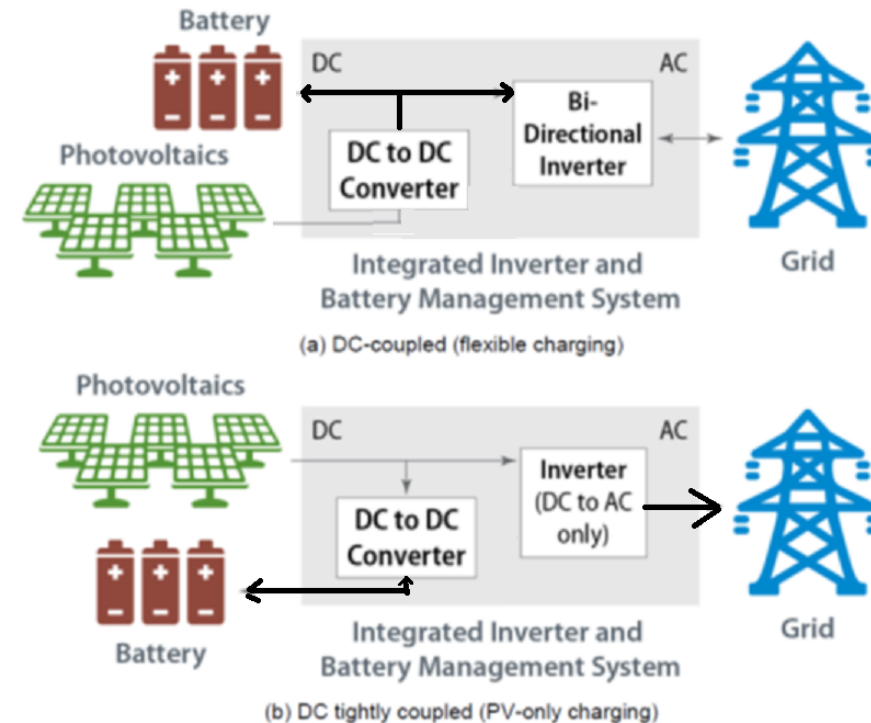 Battery
DC
AC
Bi-
Directional
Inverter
Photovoltaics
DC to DC
Converter
Grid
Integrated Inverter and
Battery Management System
(a) DC-coupled (flexible charging)
Photovoltaics
DC
AC
Inverter
(DC to AC
only)
DC to DC
Converter
Battery
Grid
Integrated Inverter and
Battery Management System
(b) DC tightly coupled (PV-only charging)